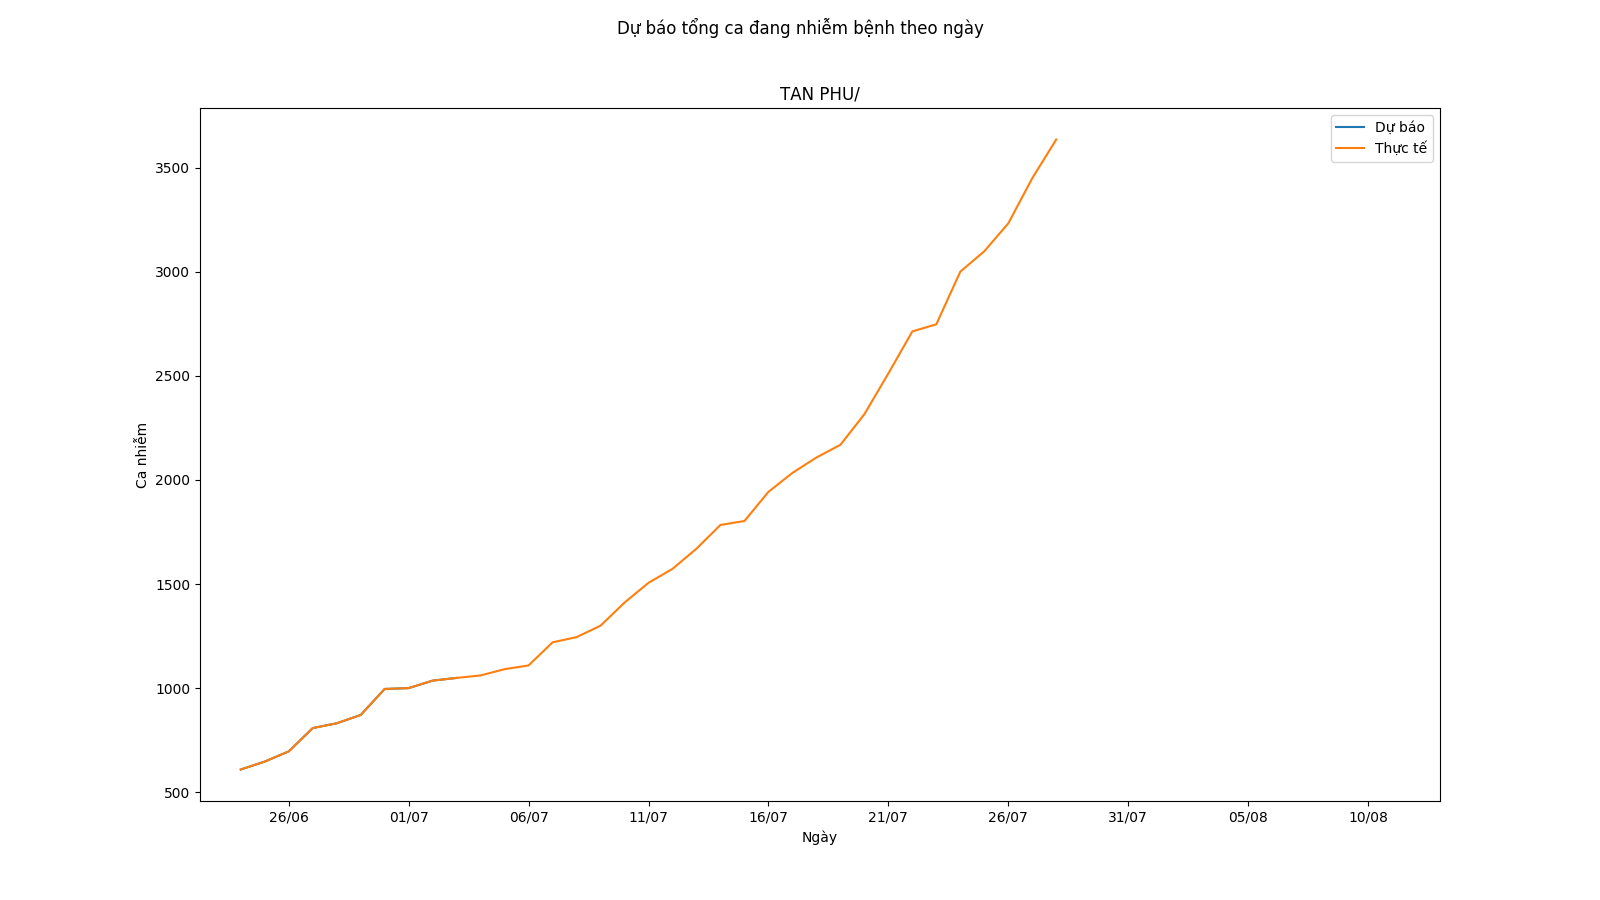 Dự báo tổng ca đang nhiễm bệnh theo ngày
TAN PHU/
Dự báo
Thực tế
3500
3000
2500
2000
1500
1000
500
Ca nhiễm
26/06
01/07
06/07
11/07
16/07
21/07
26/07
31/07
05/08
10/08
Ngày